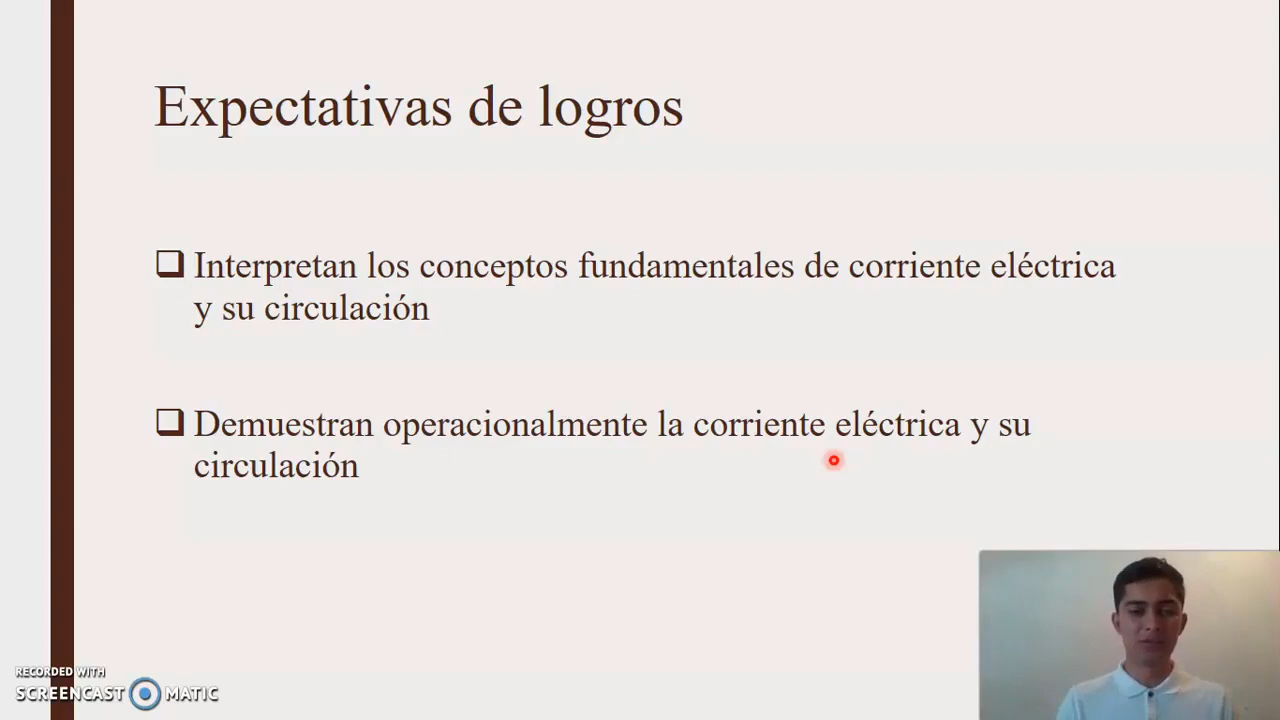 Expectativas de logros
❑ Interpretan los conceptos fundamentales de corriente eléctrica
y su circulación
❑ Demuestran operacionalmente la corriente eléctrica y su
circulación
RECORDED WITH
SCREENCAST MATIC